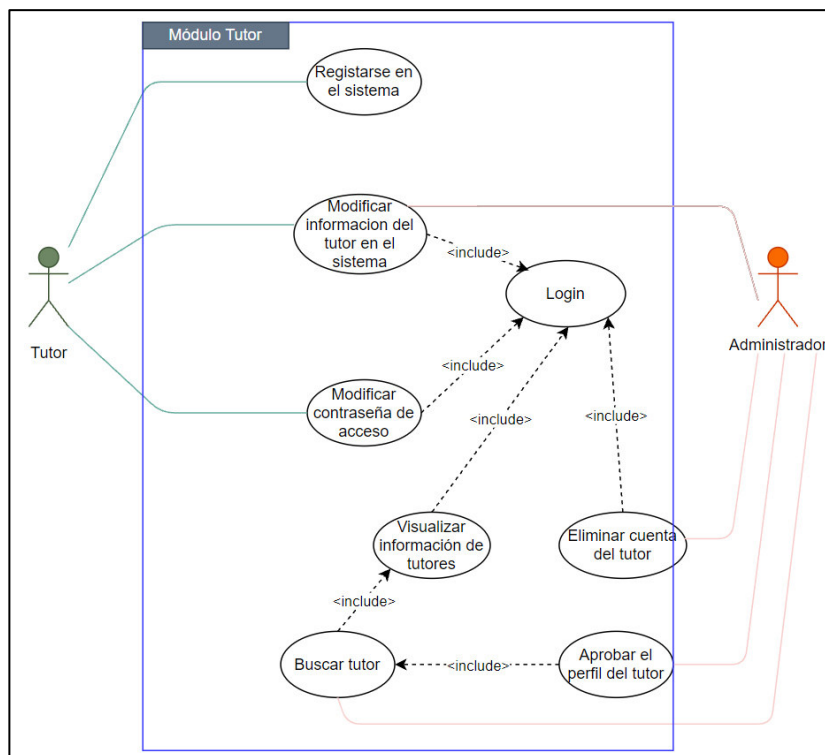 Módulo Tutor
Registarse en
el sistema
Modificar
informacion del
tutor en el
sistema
<include>
Login
Tutor
Administrador
<include>
Modificar
contraseña de
acceso
<include>
<include>
Visualizar
información de
tutores
Eliminar cuenta
del tutor
<include>
Buscar tutor
<include>
Aprobar el
perfil del tutor